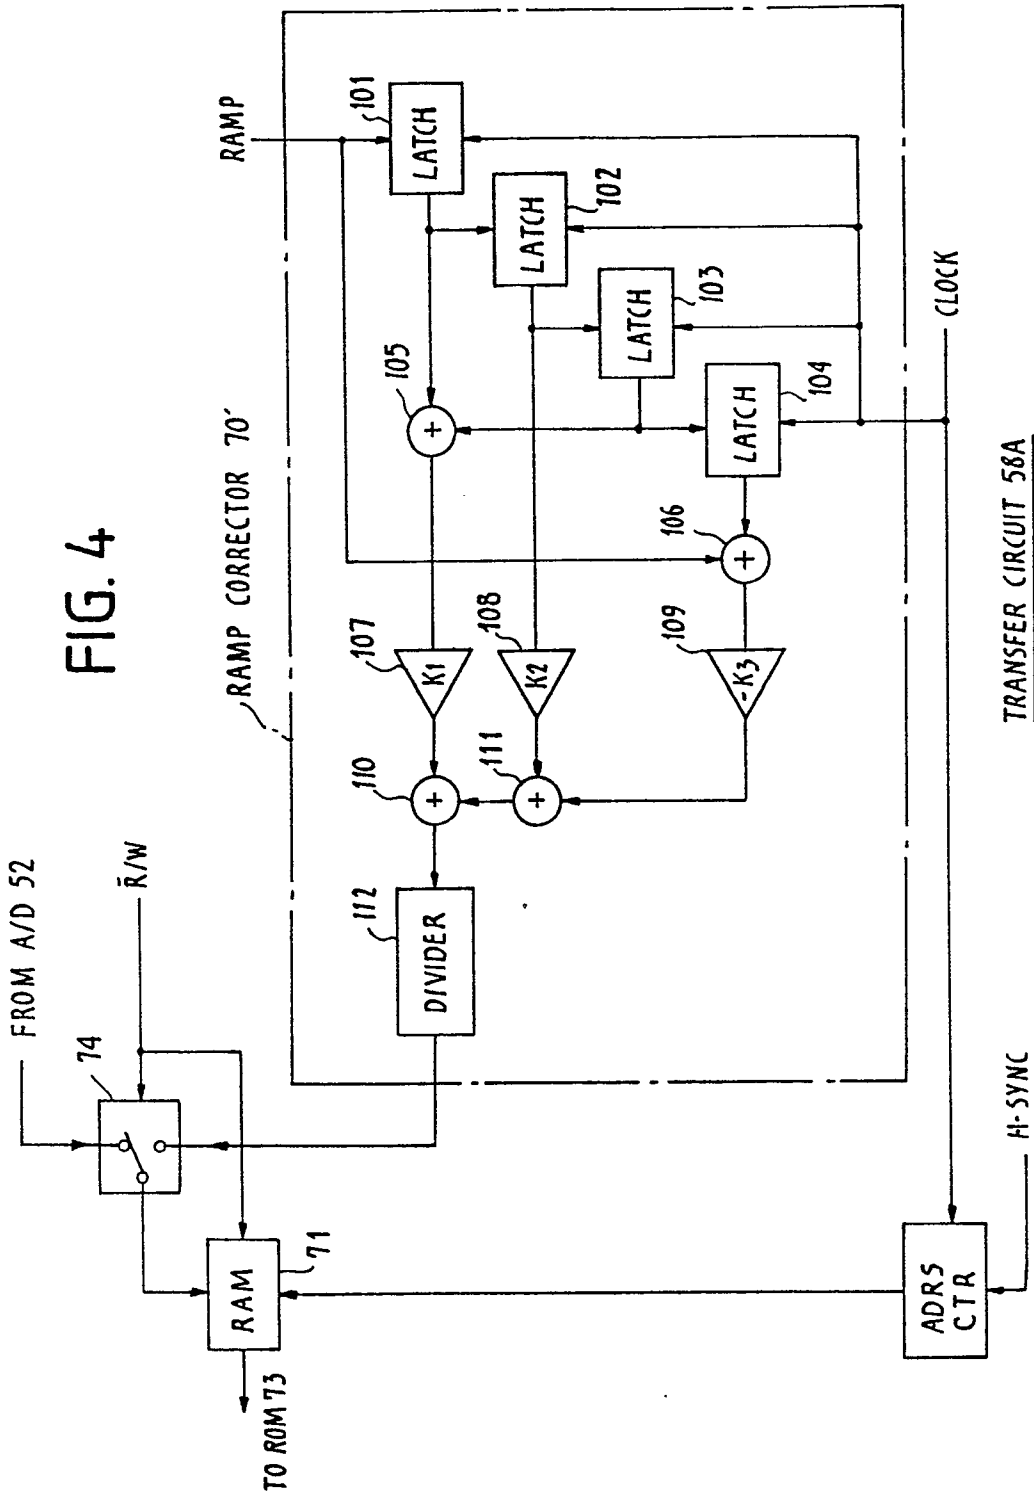 FIG. 4
FROM A/D 52
R̄/W
74
RAM
71
TO ROM 73
RAMP CORRECTOR 70'
RAMP
101
LATCH
LATCH
102
LATCH
103
LATCH
104
105
+
106
+
107
K1
108
K2
109
-K3
110
+
111
+
112
DIVIDER
CLOCK
ADRS
CTR
H-SYNC
TRANSFER CIRCUIT 58A